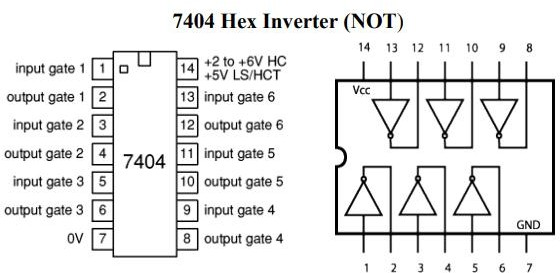 7404 Hex Inverter (NOT)
input gate 1 1 14 +2 to +6V HC
+5V LS/HCT
output gate 1 2 13 input gate 6
input gate 2 3 12 output gate 6
output gate 2 4 11 input gate 5
7404
input gate 3 5 10 output gate 5
output gate 3 6 9 input gate 4
0V 7 8 output gate 4
14 13 12 11 10 9 8
Vcc
GND
1 2 3 4 5 6 7